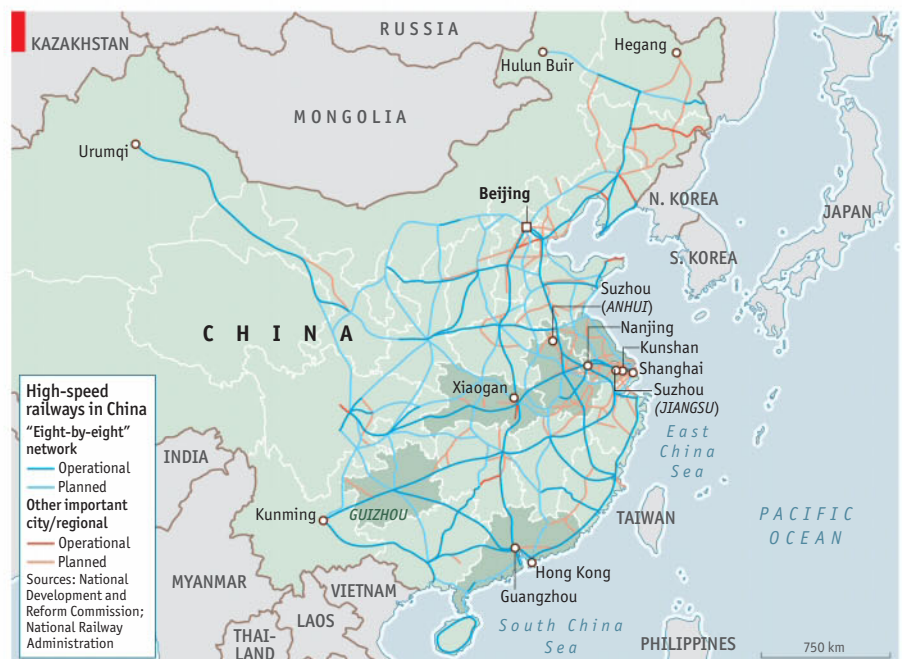 RUSSIA
KAZAKHSTAN
Hegang
Hulun Buir
MONGOLIA
Urumqi
Beijing
N. KOREA
JAPAN
S. KOREA
Suzhou
(ANHUI)
Nanjing
CHINA
Kunshan
Shanghai
Xiaogan
Suzhou
(JIANGSU)
High-speed
railways in China
"Eight-by-eight"
network
Operational
Planned
Other important
city/regional
Operational
Planned
Sources: National
Development and
Reform Commission;
National Railway
Administration
East
China
Sea
INDIA
Kunming
GUIZHOU
TAIWAN
PACIFIC
OCEAN
MYANMAR
VIETNAM
Hong Kong
Guangzhou
LAOS
THAI-
LAND
South China
Sea
PHILIPPINES
750 km